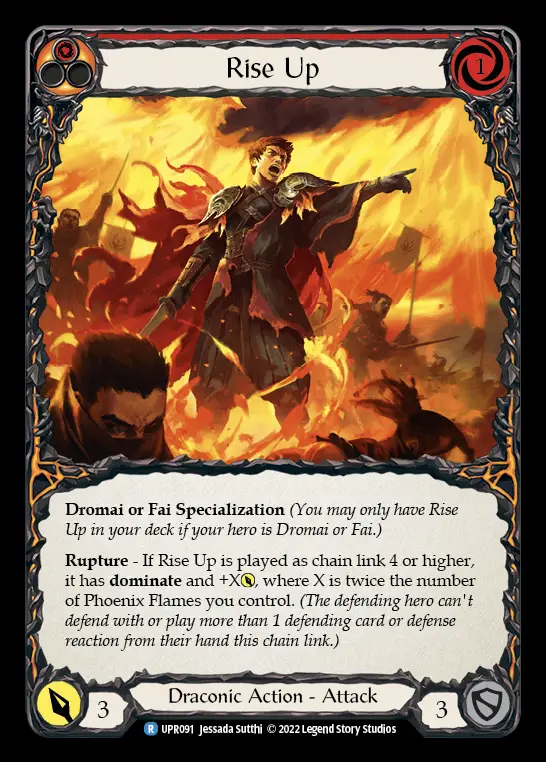 Rise Up
1
Dromai or Fai Specialization (You may only have Rise
Up in your deck if your hero is Dromai or Fai.)
Rupture - If Rise Up is played as chain link 4 or higher,
it has dominate and +X, where X is twice the number
of Phoenix Flames you control. (The defending hero can't
defend with or play more than 1 defending card or defense
reaction from their hand this chain link.)
3
Draconic Action - Attack
3
R UPR091 Jessada Sutthi © 2022 Legend Story Studios